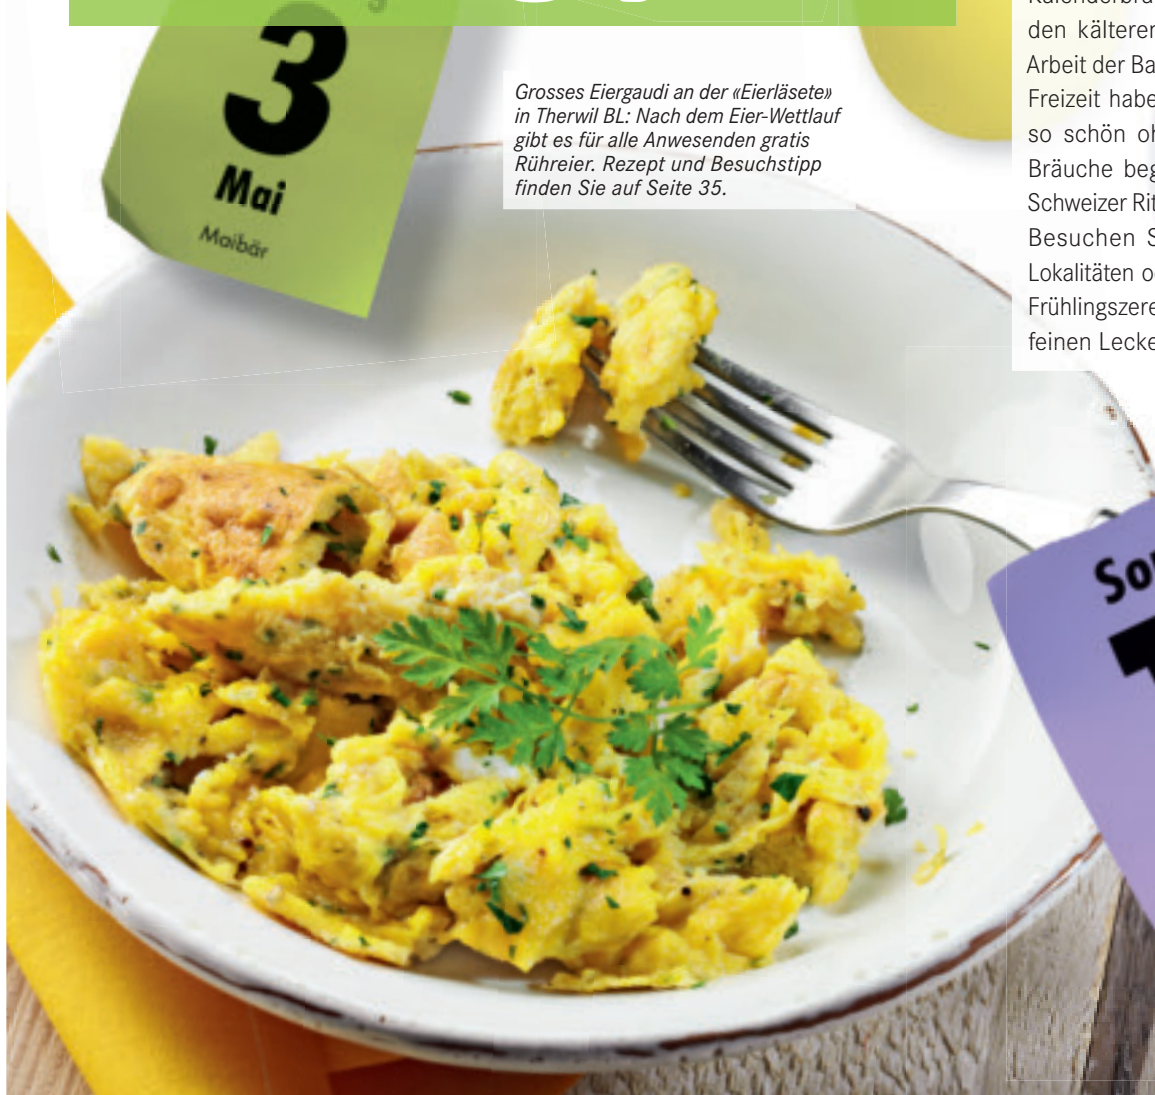 3
Mai
Maibär
Grosses Eiergaudi an der «Eierläsete»
in Therwil BL: Nach dem Eier-Wettlauf
gibt es für alle Anwesenden gratis
Rühreier. Rezept und Besuchstipp
finden Sie auf Seite 35.
den kälteren
Arbeit der Ba
Freizeit habe
so schön oh
Bräuche beg
Schweizer Rit
Besuchen S
Lokalitäten o
Frühlingszere
feinen Lecke
So